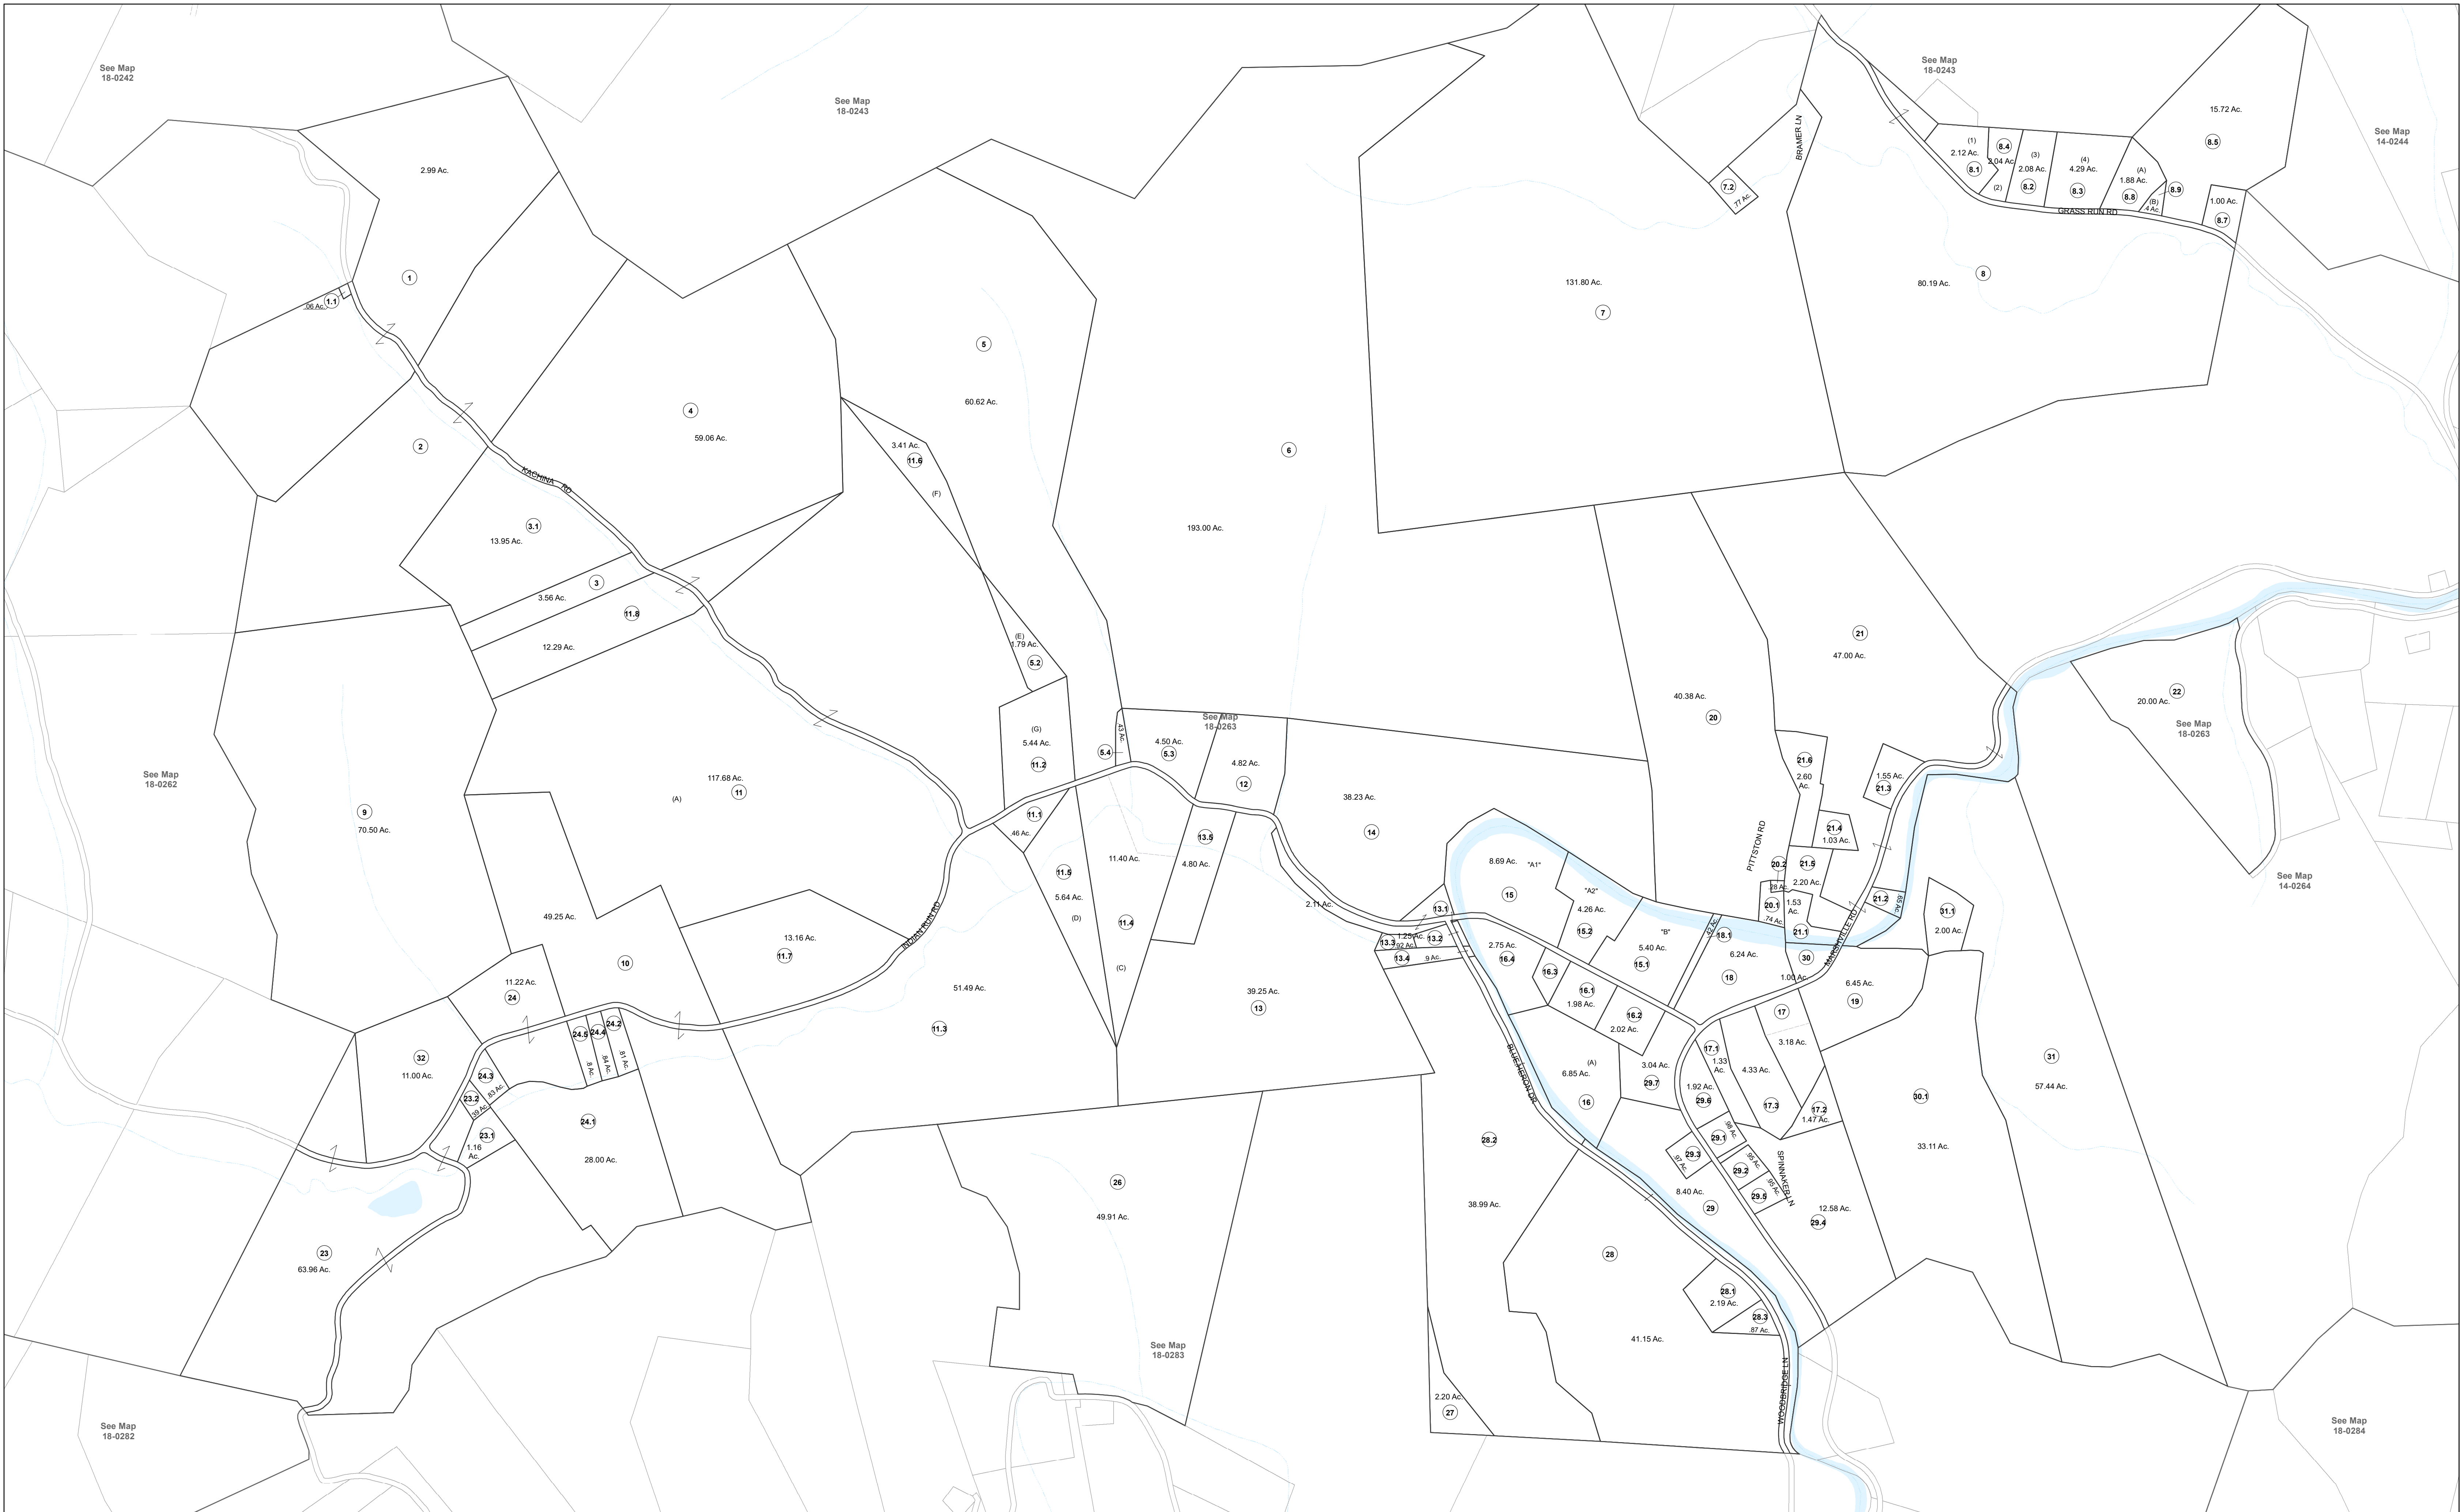 See Map
18-0242
See Map
18-0243
See Map
18-0243
See Map
14-0244
15.72 Ac.
8.5
BRAMER LN
(1)
2.12 Ac.
8.1
8.4
2.04 Ac.
(2)
(3)
2.08 Ac.
8.2
(4)
4.29 Ac.
8.3
(A)
1.88 Ac.
8.8
8.9
(B)
.4 Ac.
1.00 Ac.
8.7
GRASS RUN RD
7.2
.77 Ac.
2.99 Ac.
1
1.1
.06 Ac.
131.80 Ac.
7
80.19 Ac.
8
5
60.62 Ac.
4
59.06 Ac.
2
3.41 Ac.
11.6
(F)
6
193.00 Ac.
KACHINA RD
3.1
13.95 Ac.
3
3.56 Ac.
11.8
12.29 Ac.
(E)
1.79 Ac.
5.2
21
47.00 Ac.
40.38 Ac.
20
22
20.00 Ac.
See Map
18-0263
See Map
18-0263
(G)
5.44 Ac.
11.2
5.4
.43 Ac.
4.50 Ac.
5.3
4.82 Ac.
12
See Map
18-0262
117.68 Ac.
(A)
11
9
70.50 Ac.
38.23 Ac.
14
21.6
2.60
Ac.
1.55 Ac.
21.3
21.4
1.03 Ac.
11.1
.46 Ac.
13.5
4.80 Ac.
11.40 Ac.
11.5
5.64 Ac.
(D)
11.4
(C)
PITTSTON RD
20.2
.28 Ac.
20.1
.74 Ac.
21.5
2.20 Ac.
1.53
Ac.
21.1
21.2
.65 Ac.
31.1
2.00 Ac.
See Map
14-0264
8.69 Ac.
"A1"
15
"A2"
4.26 Ac.
15.2
"B"
5.40 Ac.
15.1
.42 Ac.
18.1
6.24 Ac.
18
30
1.00 Ac.
MARSHVILLE RD
6.45 Ac.
19
2.11 Ac.
13.1
1.25 Ac.
13.2
13.3
.92 Ac.
13.4
.9 Ac.
2.75 Ac.
16.4
16.3
16.1
1.98 Ac.
16.2
2.02 Ac.
49.25 Ac.
10
13.16 Ac.
11.7
INDIAN RUN RD
51.49 Ac.
11.3
39.25 Ac.
13
11.22 Ac.
24
24.5
24.4
24.2
.8 Ac.
.84 Ac.
.81 Ac.
32
11.00 Ac.
24.3
.83 Ac.
23.2
.39 Ac.
23.1
1.16
Ac.
24.1
28.00 Ac.
17
3.18 Ac.
17.1
1.33
Ac.
4.33 Ac.
17.3
17.2
1.47 Ac.
BLUE HERON DR
(A)
6.85 Ac.
16
3.04 Ac.
29.7
1.92 Ac.
29.6
29.1
.98 Ac.
29.3
.97 Ac.
29.2
.95 Ac.
29.5
.95 Ac.
SPINNAKER LN
8.40 Ac.
29
12.58 Ac.
29.4
30.1
33.11 Ac.
31
57.44 Ac.
28.2
38.99 Ac.
26
49.91 Ac.
23
63.96 Ac.
28
28.1
2.19 Ac.
28.3
.87 Ac.
41.15 Ac.
WOODBRIDGE LN
2.20 Ac.
27
See Map
18-0283
See Map
18-0282
See Map
18-0284